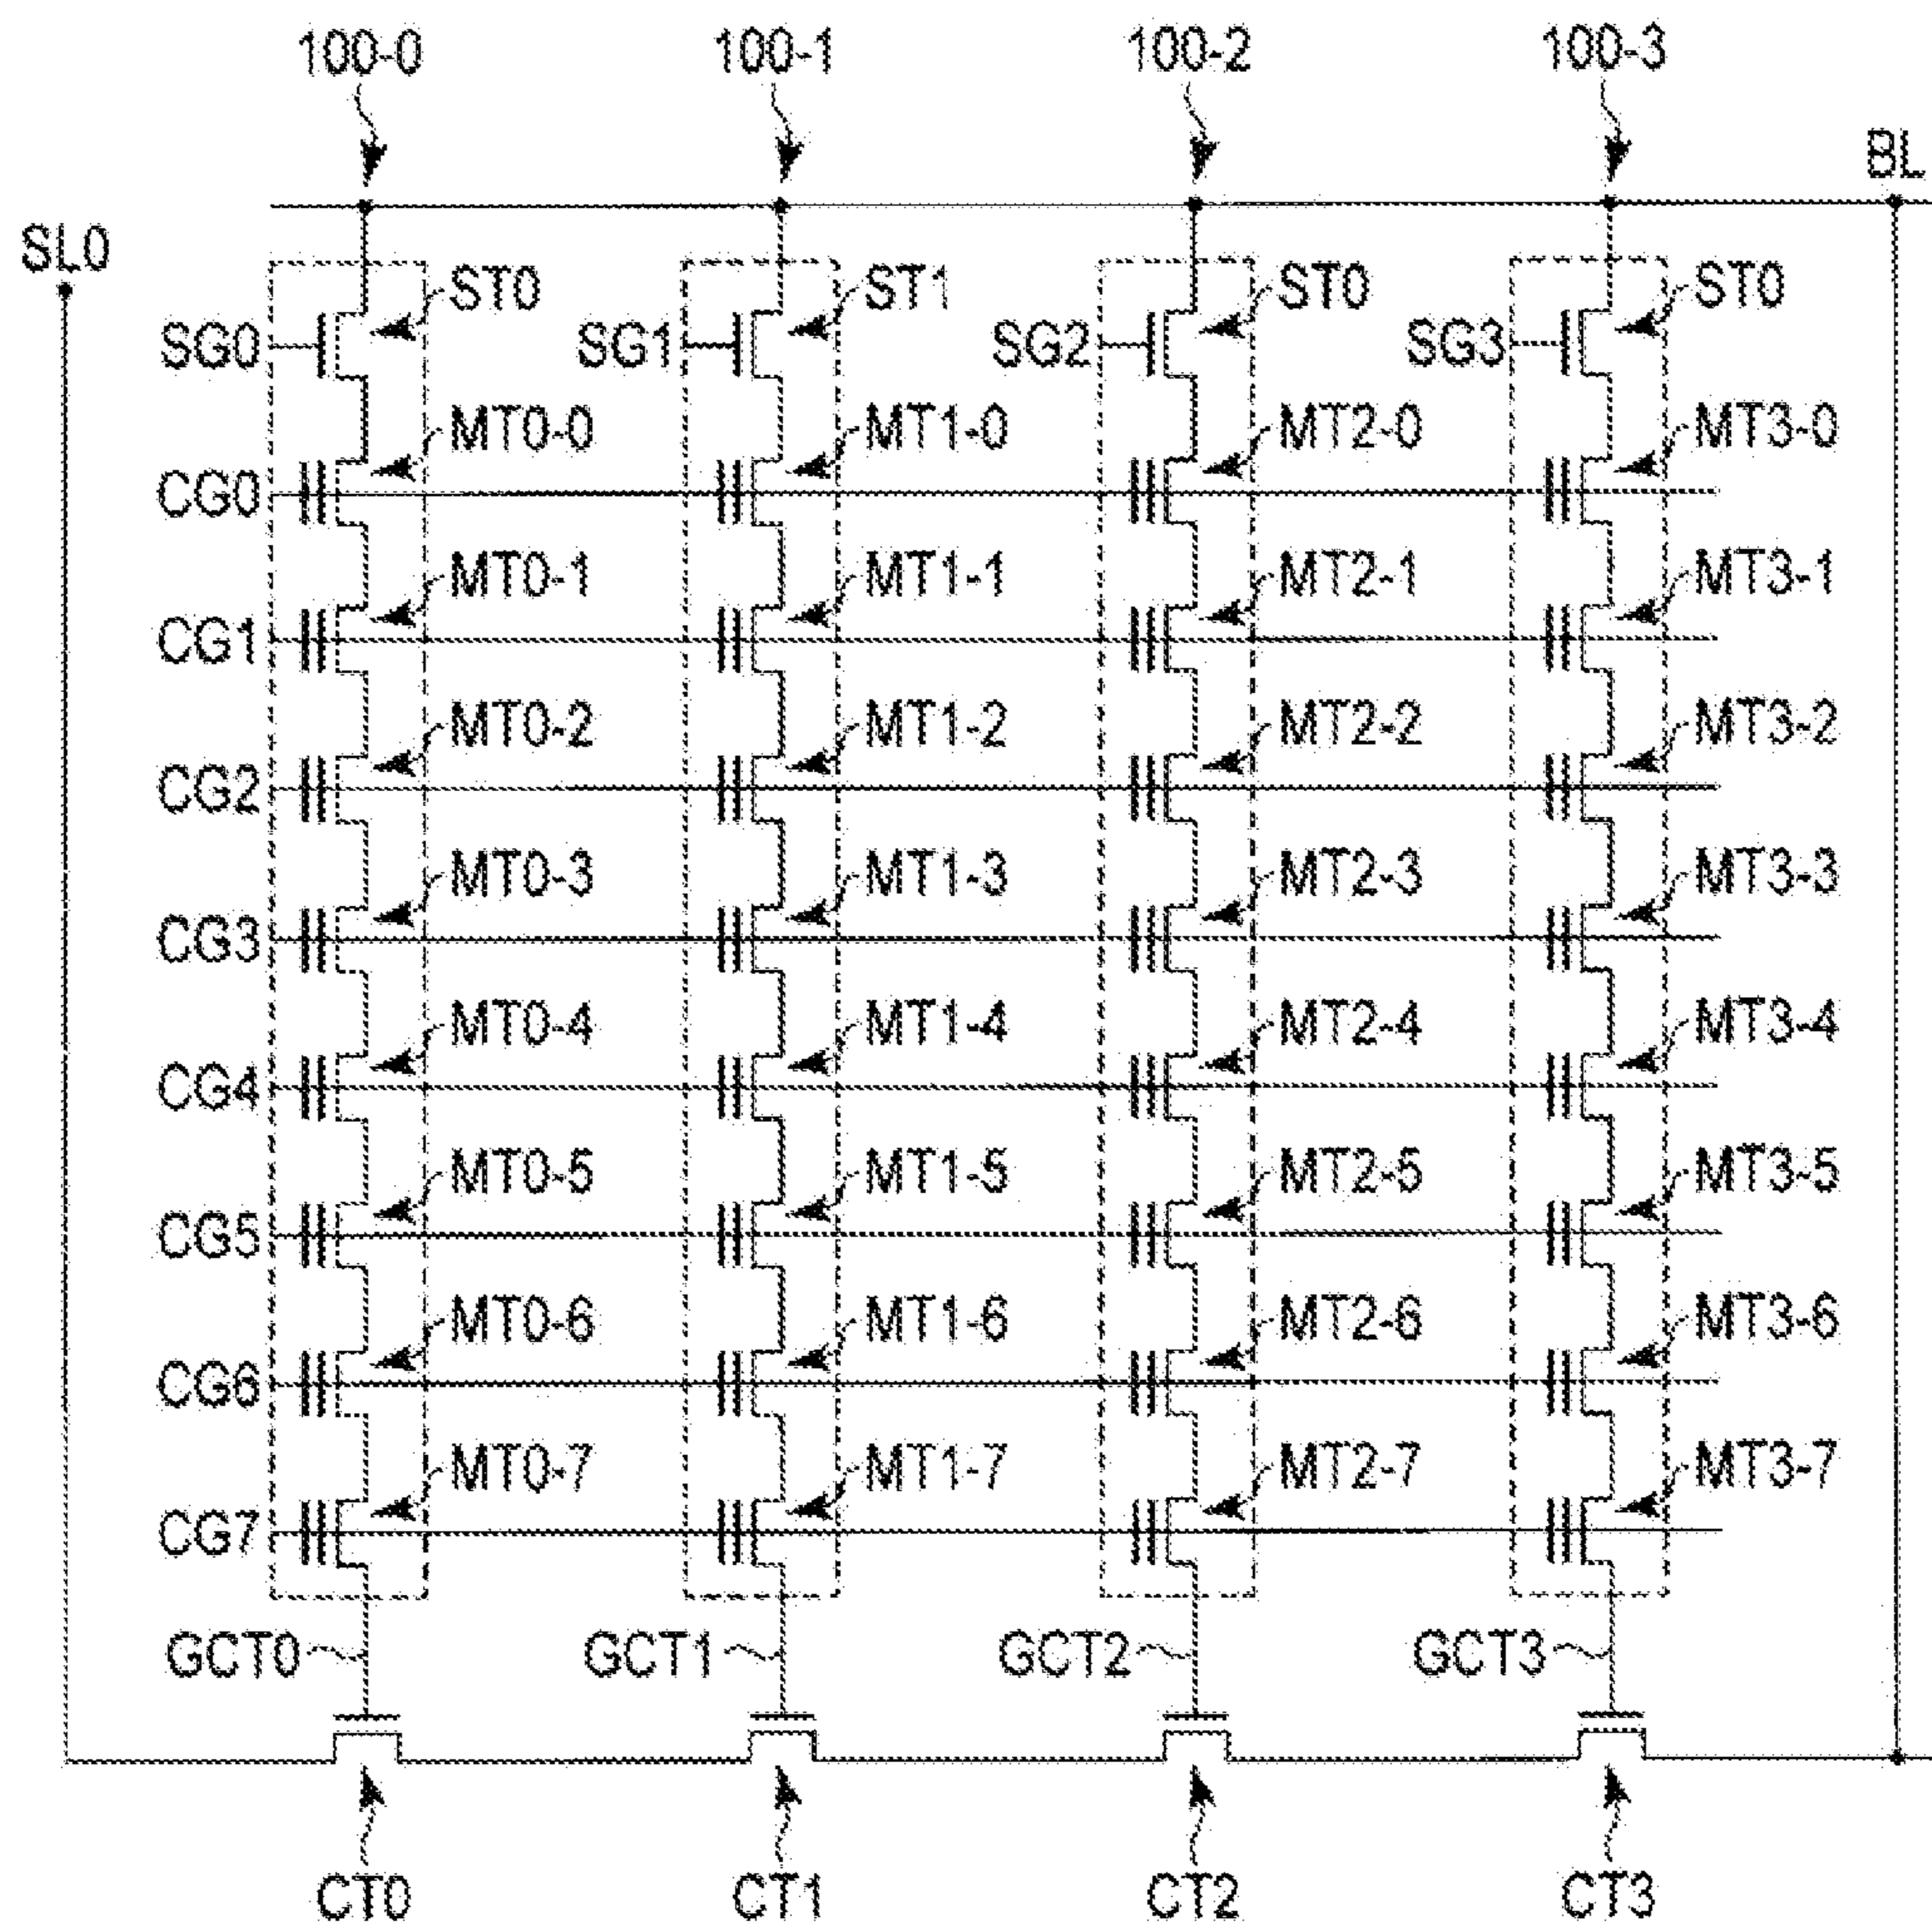 100-0 100-1 100-2 100-3
BL
SL0
ST0 ST1 ST0 ST0
SG0 SG1 SG2 SG3
MT0-0 MT1-0 MT2-0 MT3-0
CG0
MT0-1 MT1-1 MT2-1 MT3-1
CG1
MT0-2 MT1-2 MT2-2 MT3-2
CG2
MT0-3 MT1-3 MT2-3 MT3-3
CG3
MT0-4 MT1-4 MT2-4 MT3-4
CG4
MT0-5 MT1-5 MT2-5 MT3-5
CG5
MT0-6 MT1-6 MT2-6 MT3-6
CG6
MT0-7 MT1-7 MT2-7 MT3-7
CG7
GCT0 GCT1 GCT2 GCT3
CT0 CT1 CT2 CT3